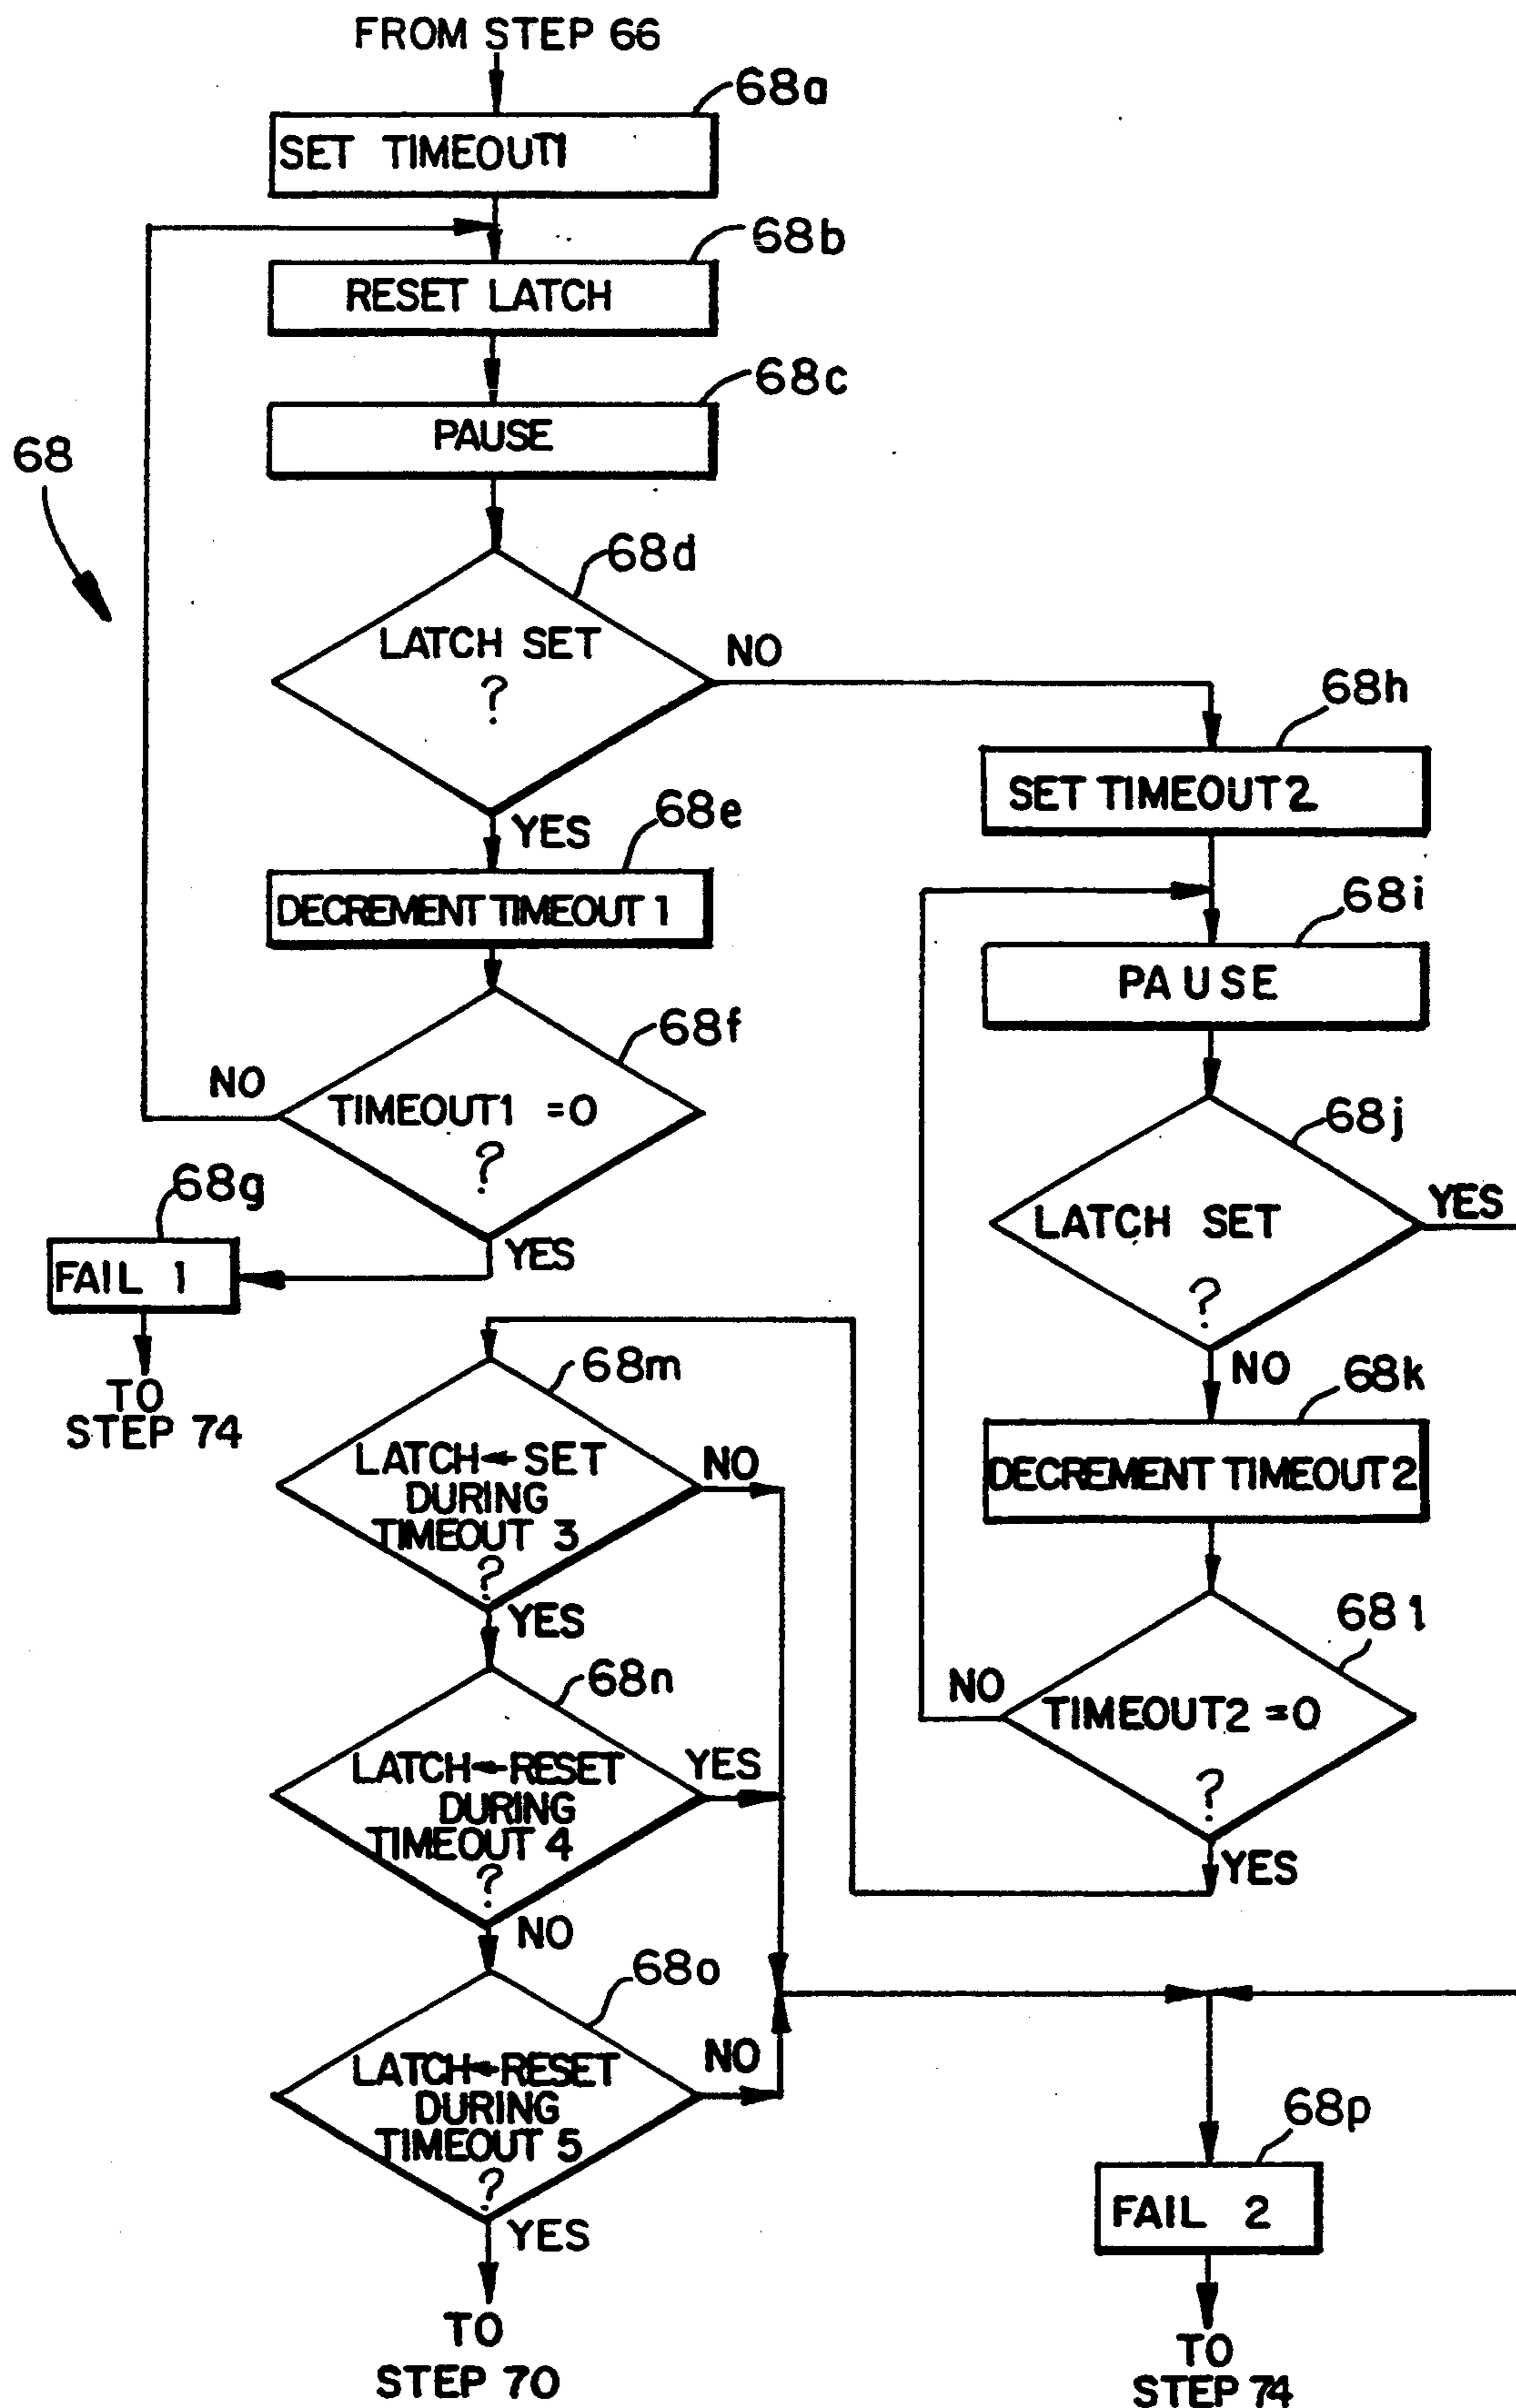 FROM STEP 66
68a
SET TIMEOUT1
68b
RESET LATCH
68c
PAUSE
68
68d
LATCH SET
?
NO
YES
68e
DECREMENT TIMEOUT 1
68f
TIMEOUT1 =0
?
NO
YES
68g
FAIL 1
TO
STEP 74
68h
SET TIMEOUT2
68i
PAUSE
68j
LATCH SET
?
YES
NO
68k
DECREMENT TIMEOUT2
68l
TIMEOUT2 =0
?
NO
YES
68m
LATCH←SET
DURING
TIMEOUT 3
?
NO
YES
68n
LATCH←RESET
DURING
TIMEOUT 4
?
YES
NO
68o
LATCH←RESET
DURING
TIMEOUT 5
?
NO
YES
TO
STEP 70
68p
FAIL 2
TO
STEP 74